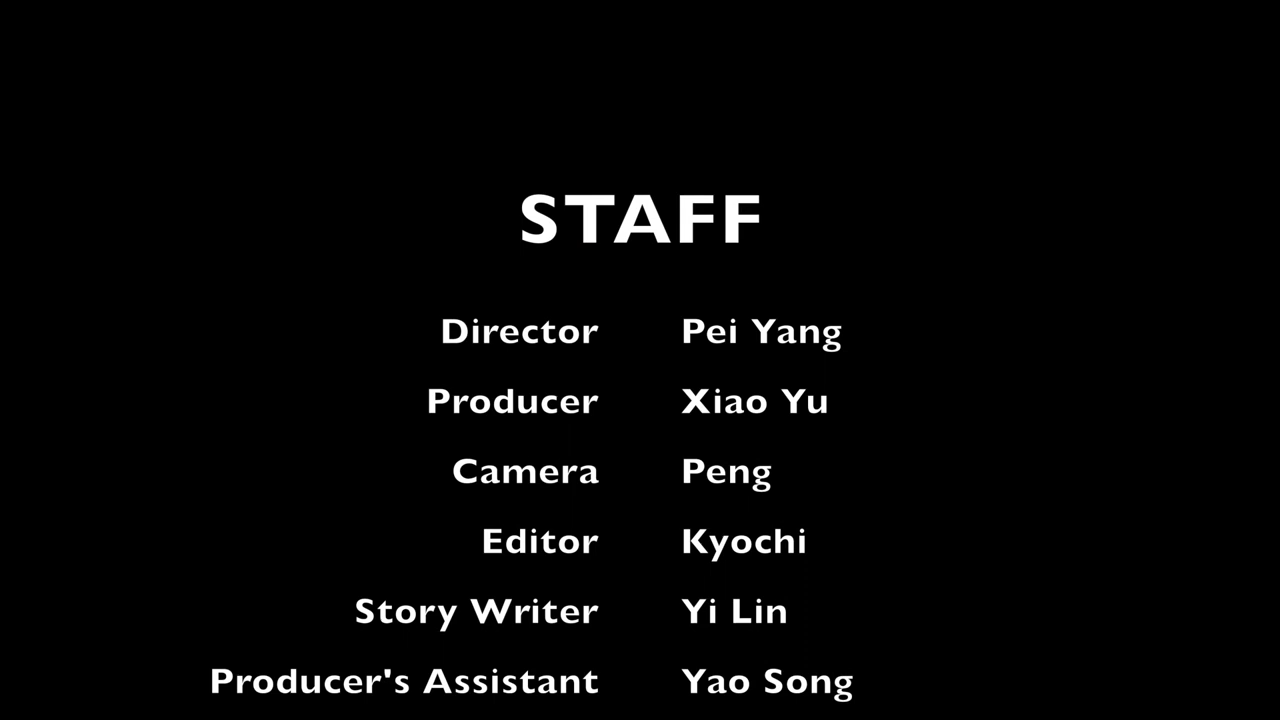 STAFF
Director Pei Yang
Producer Xiao Yu
Camera Peng
Editor Kyochi
Story Writer Yi Lin
Producer's Assistant Yao Song